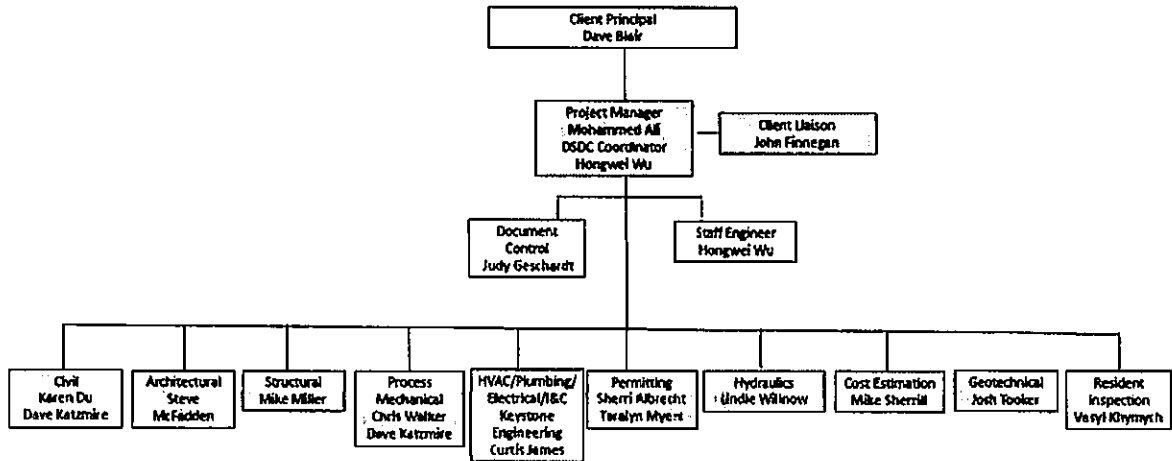 Client Principal
Dave Blair
Project Manager
Mohammed Ali
DSDC Coordinator
Hongwei Wu
Client Liaison
John Finnegan
Document
Control
Judy Geschardt
Staff Engineer
Hongwei Wu
Civil
Karen Du
Dave Katzmire
Architectural
Steve
McFadden
Structural
Mike Miller
Process
Mechanical
Chris Walker
Dave Katzmire
HVAC/Plumbing/
Electrical/I&C
Keystone
Engineering
Curtis James
Permitting
Sherri Albrecht
Taralyn Myers
Hydraulics
Willnow
Cost Estimation
Mike Sherrill
Geotechnical
Josh Tooker
Resident
Inspection
Vasyl Khymych